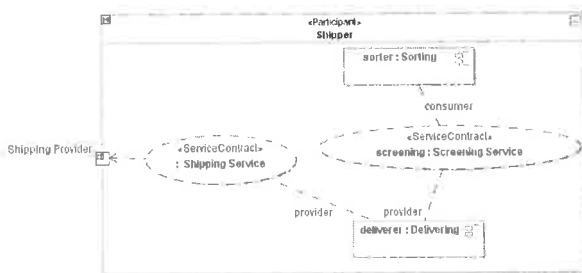 «Participant»
Shipper
sorter : Sorting
consumer
«ServiceContract»
screening : Screening Service
«ServiceContract»
: Shipping Service
Shipping Provider
provider
provider
deliverer : Delivering